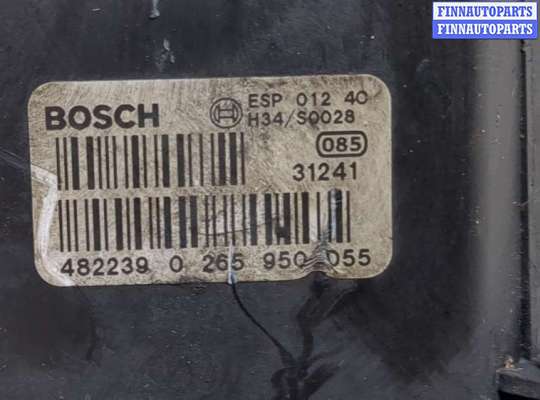 FINNAUTOPARTS
FINNAUTOPARTS
BOSCH ESP 012 40
H34/S0028
085
31241
482239 0 265 950 055